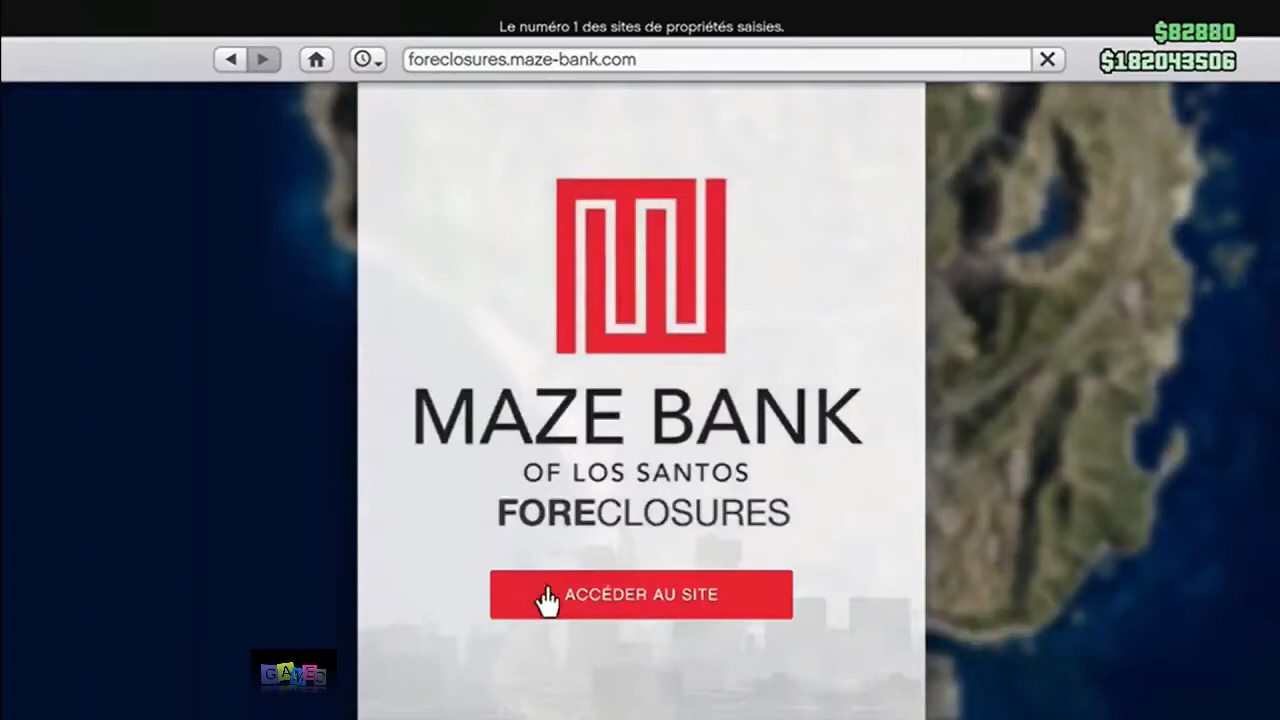 Le numéro 1 des sites de propriétés saisies.
$82880
foreclosures.maze-bank.com
$182043506
MAZE BANK
OF LOS SANTOS
FORECLOSURES
ACCÉDER AU SITE
GAMES